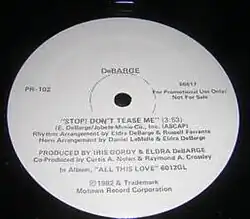 DeBARGE
PR-102
60617
For Promotional Use Only
Not For Sale
"STOP! DON'T TEASE ME" (3:53)
(E. DeBarge/Jobete Music Co., Inc. (ASCAP)
Rhythm Arrangement by Eldra DeBarge & Russell Ferrante
Horn Arrangement by Daniel LeMelle & Eldra DeBarge
PRODUCED BY IRIS GORDY & ELDRA DeBARGE
Co-Produced by Curtis A. Nolen & Raymond A. Crossley
In Album, "ALL THIS LOVE" 6012GL
Ⓟ 1982 & Trademark
Motown Record Corporation